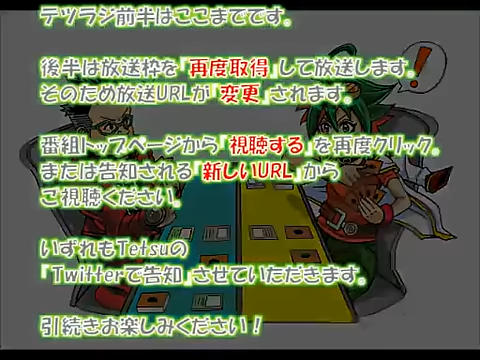 テツラジ前半はここまでです。
後半は放送枠を『再度取得』して放送します。
そのため放送URLが『変更』されます。
番組トップページから『視聴する』を再度クリック。
または告知される『新しいURL』から
ご視聴ください。
いずれもTetsuの
『Twitterで告知』させていただきます。
引続きお楽しみください！